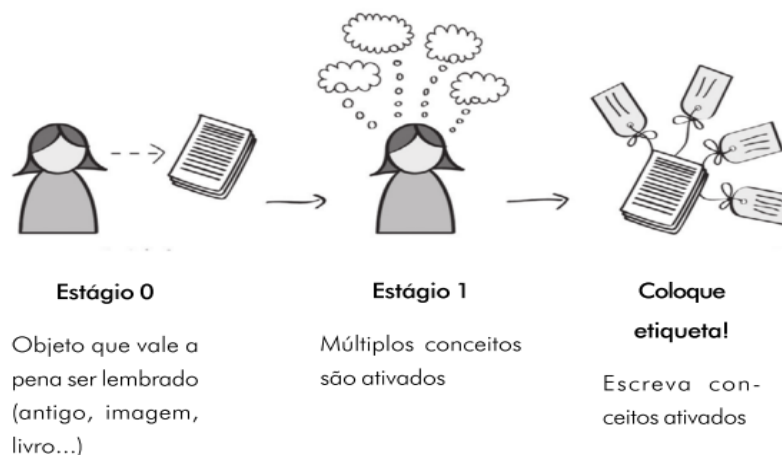 Estágio 0
Objeto que vale a
pena ser lembrado
(antigo, imagem,
livro...)
Estágio 1
Múltiplos conceitos
são ativados
Coloque
etiqueta!
Escreva con-
ceitos ativados